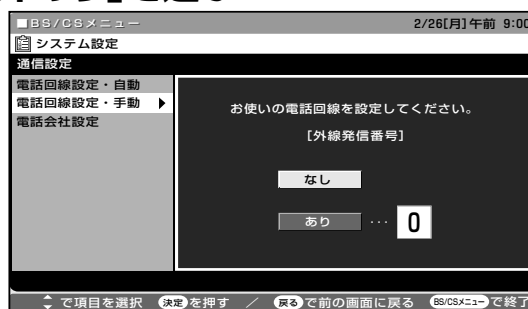 ■BS/CSメニュー 2/26[月]午前 9:00
システム設定
通信設定
電話回線設定・自動
電話回線設定・手動 ▶
電話会社設定
お使いの電話回線を設定してください。
[外線発信番号]
なし
あり … 0
で項目を選択 決定を押す / 戻るで前の画面に戻る BS/CSメニューで終了